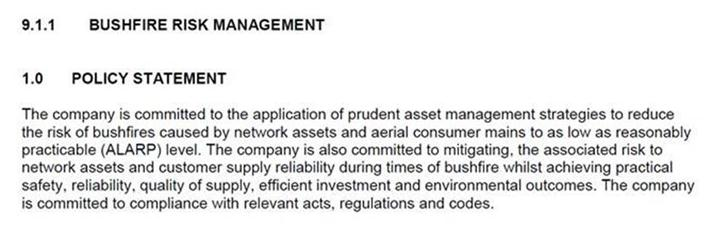 9.1.1 BUSHFIRE RISK MANAGEMENT
1.0 POLICY STATEMENT
The company is committed to the application of prudent asset management strategies to reduce
the risk of bushfires caused by network assets and aerial consumer mains to as low as reasonably
practicable (ALARP) level. The company is also committed to mitigating, the associated risk to
network assets and customer supply reliability during times of bushfire whilst achieving practical
safety, reliability, quality of supply, efficient investment and environmental outcomes. The company
is committed to compliance with relevant acts, regulations and codes.